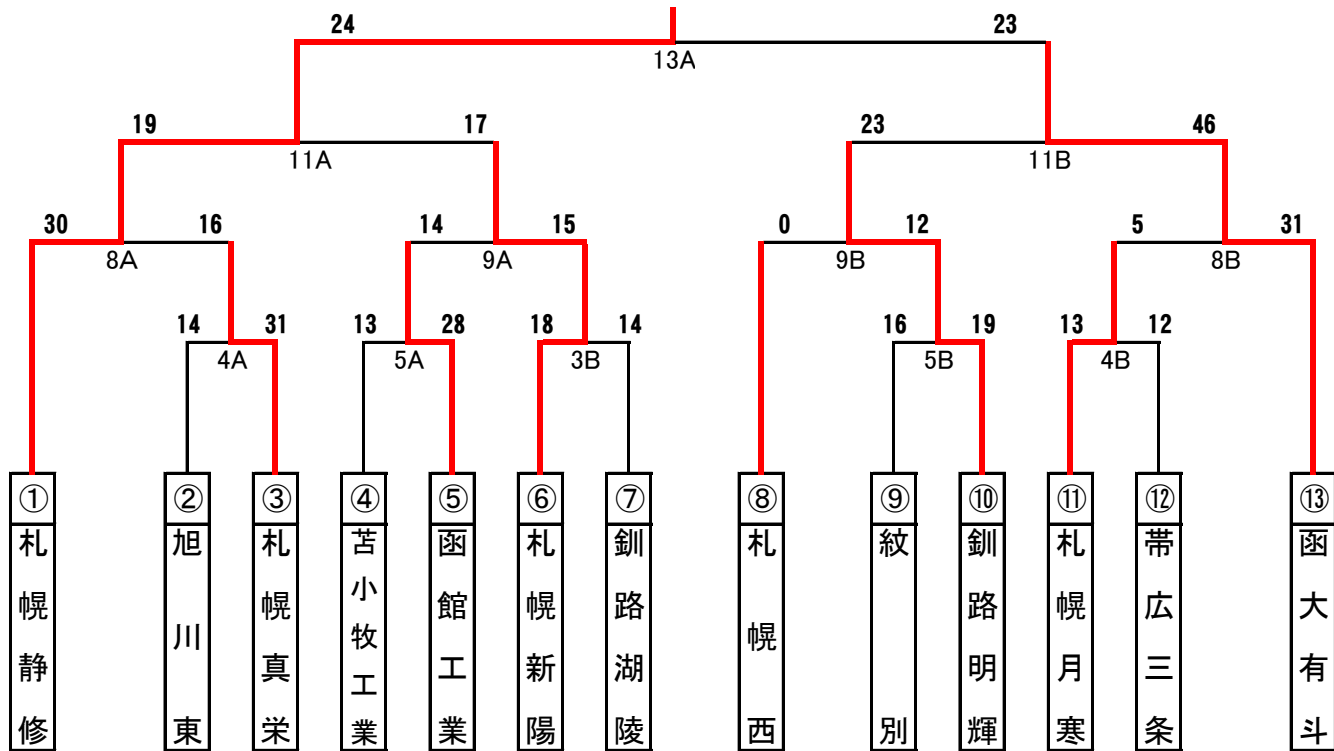 24 23
13A
19 17 23 46
11A 11B
30 16 14 15 0 12 5 31
8A 9A 9B 8B
14 31 13 28 18 14 16 19 13 12
4A 5A 3B 5B 4B
① ② ③ ④ ⑤ ⑥ ⑦ ⑧ ⑨ ⑩ ⑪ ⑫ ⑬
札幌静修
旭川東
札幌真栄
苫小牧工業
函館工業
札幌新陽
釧路湖陵
札幌西
紋別
釧路明輝
札幌月寒
帯広三条
函大有斗